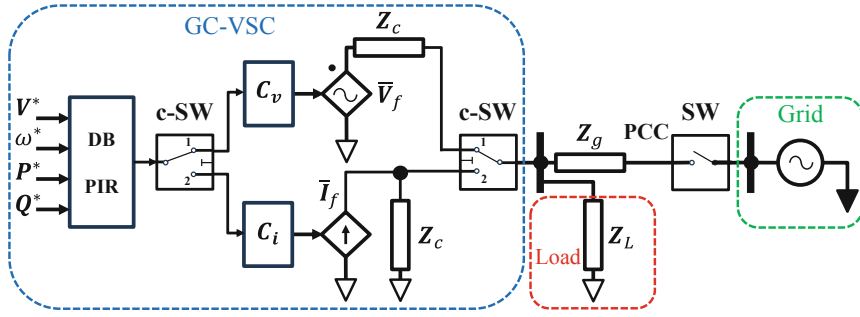 GC-VSC
V*
ω*
P*
Q*
DB
PIR
c-SW
1
2
C_v
C_i
Z_c
V̅_f
I̅_f
Z_c
c-SW
1
2
Z_g
PCC
SW
Grid
Load
Z_L